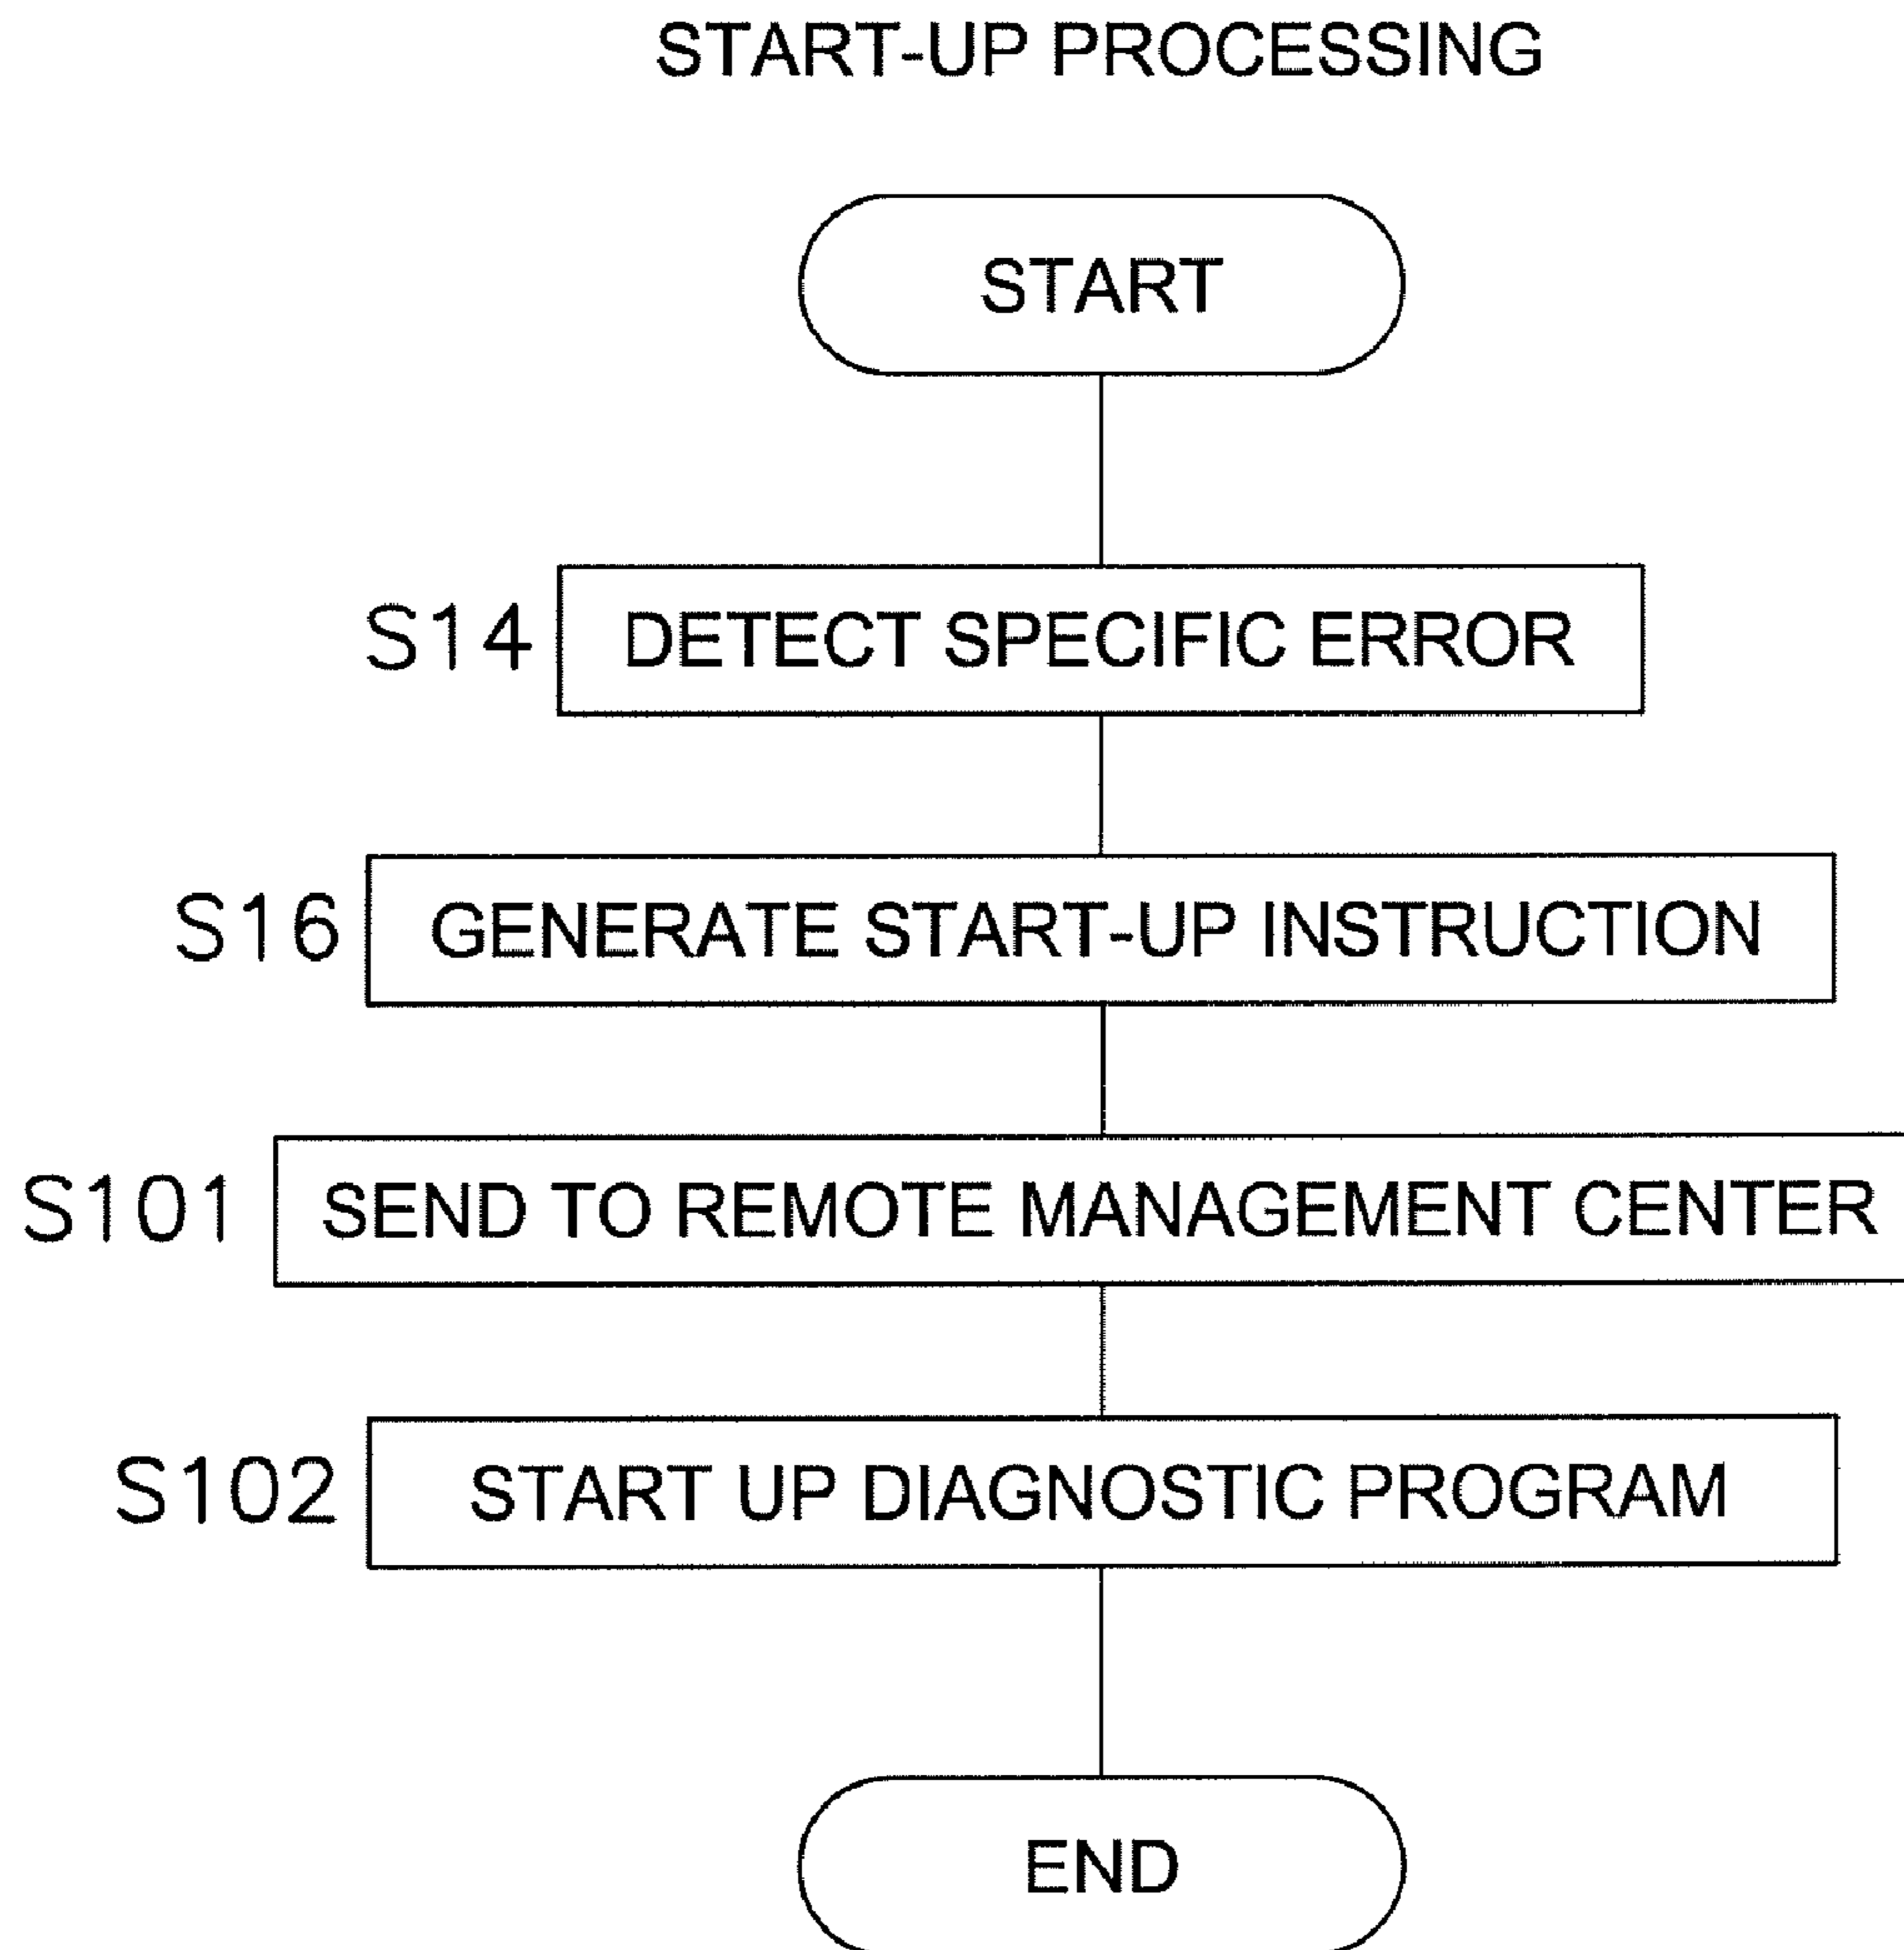 START-UP PROCESSING
START
S14 DETECT SPECIFIC ERROR
S16 GENERATE START-UP INSTRUCTION
S101 SEND TO REMOTE MANAGEMENT CENTER
S102 START UP DIAGNOSTIC PROGRAM
END